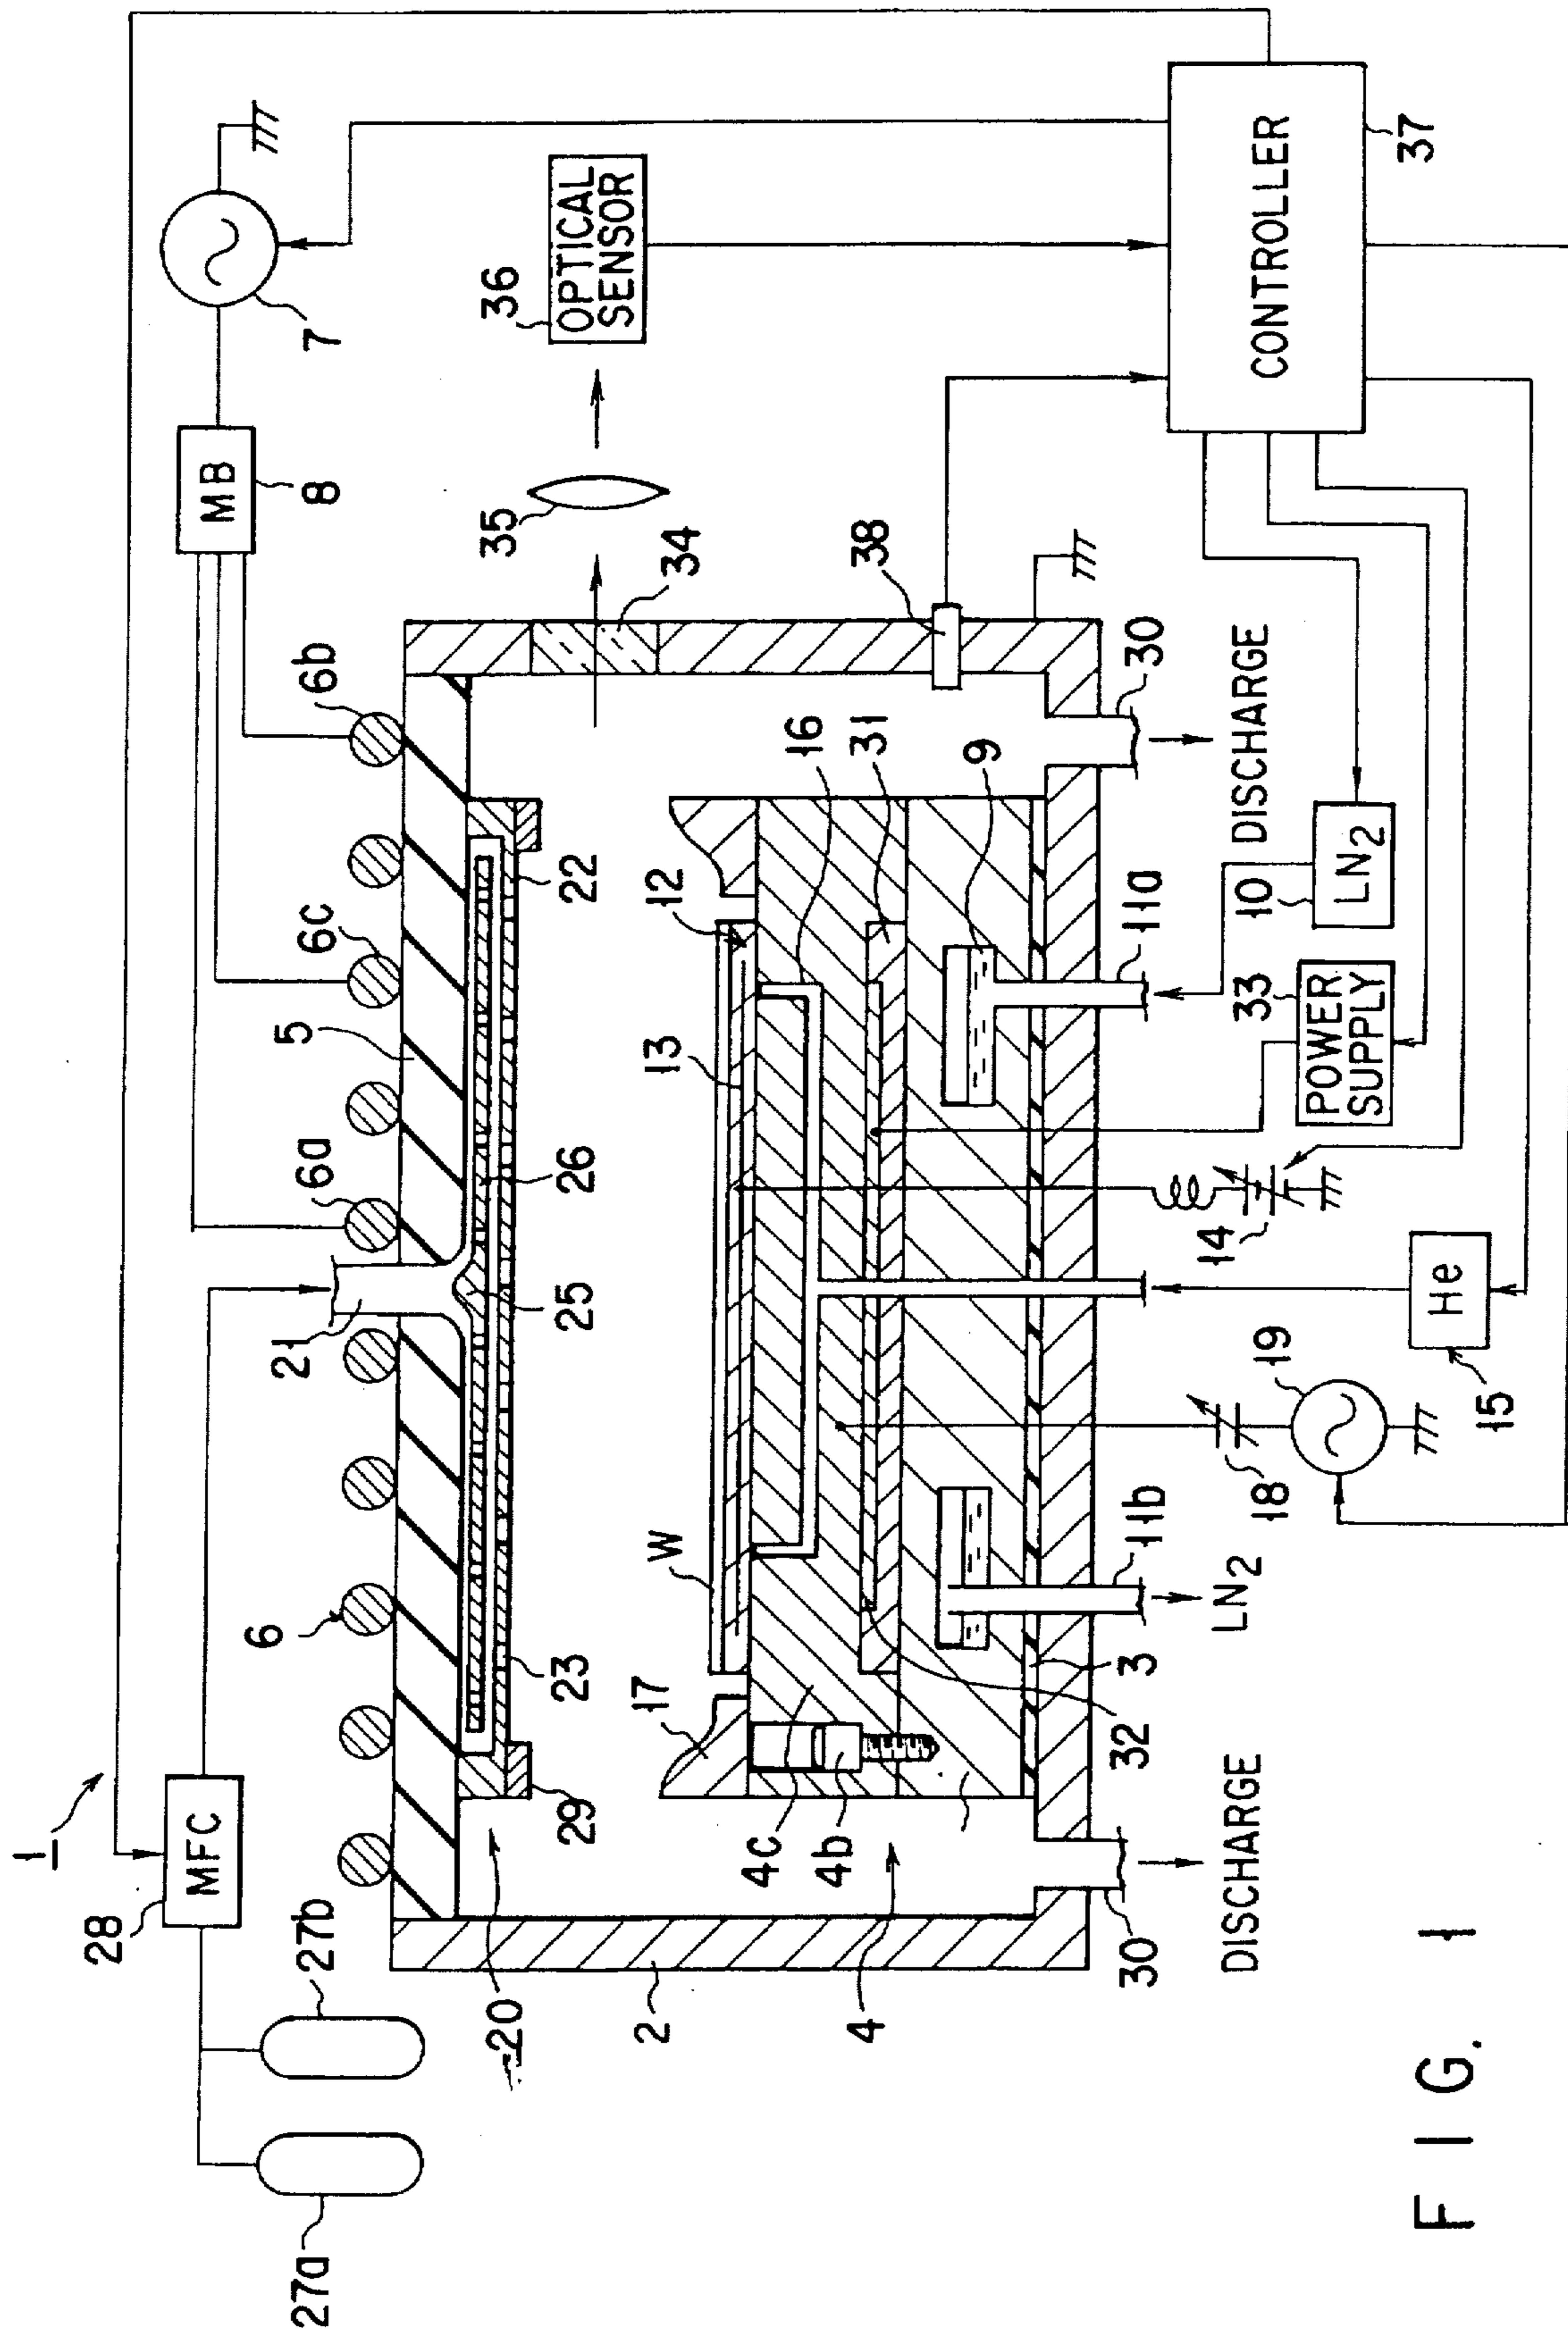 1
28
MFC
27b
27a
21
6a
6c
6b
5
6
MB
8
7
36
OPTICAL
SENSOR
35
34
38
20
29
23
25
26
22
2
4
17
W
13
12
16
31
9
4c
4b
32
3
11b
LN2
18
19
15
He
14
33
POWER
SUPPLY
11a
10
LN2
30
DISCHARGE
30
DISCHARGE
CONTROLLER
37
FIG. 1